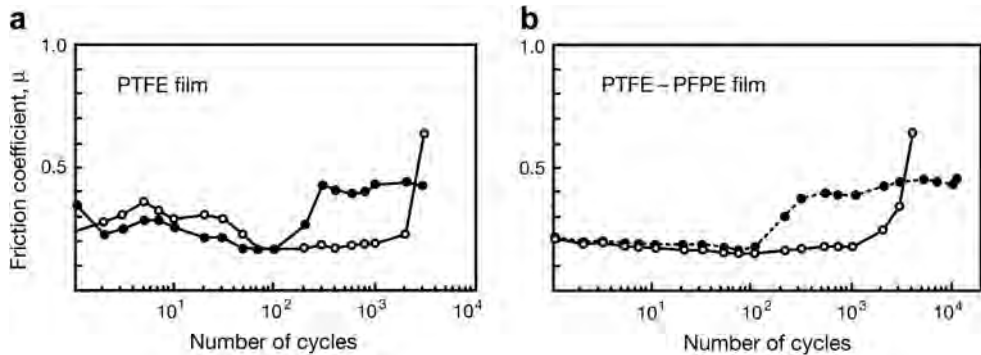 a
1.0
PTFE film
0.5
Friction coefficient, μ
10¹ 10² 10³ 10⁴
Number of cycles
b
1.0
PTFE – PFPE film
0.5
10¹ 10² 10³ 10⁴
Number of cycles